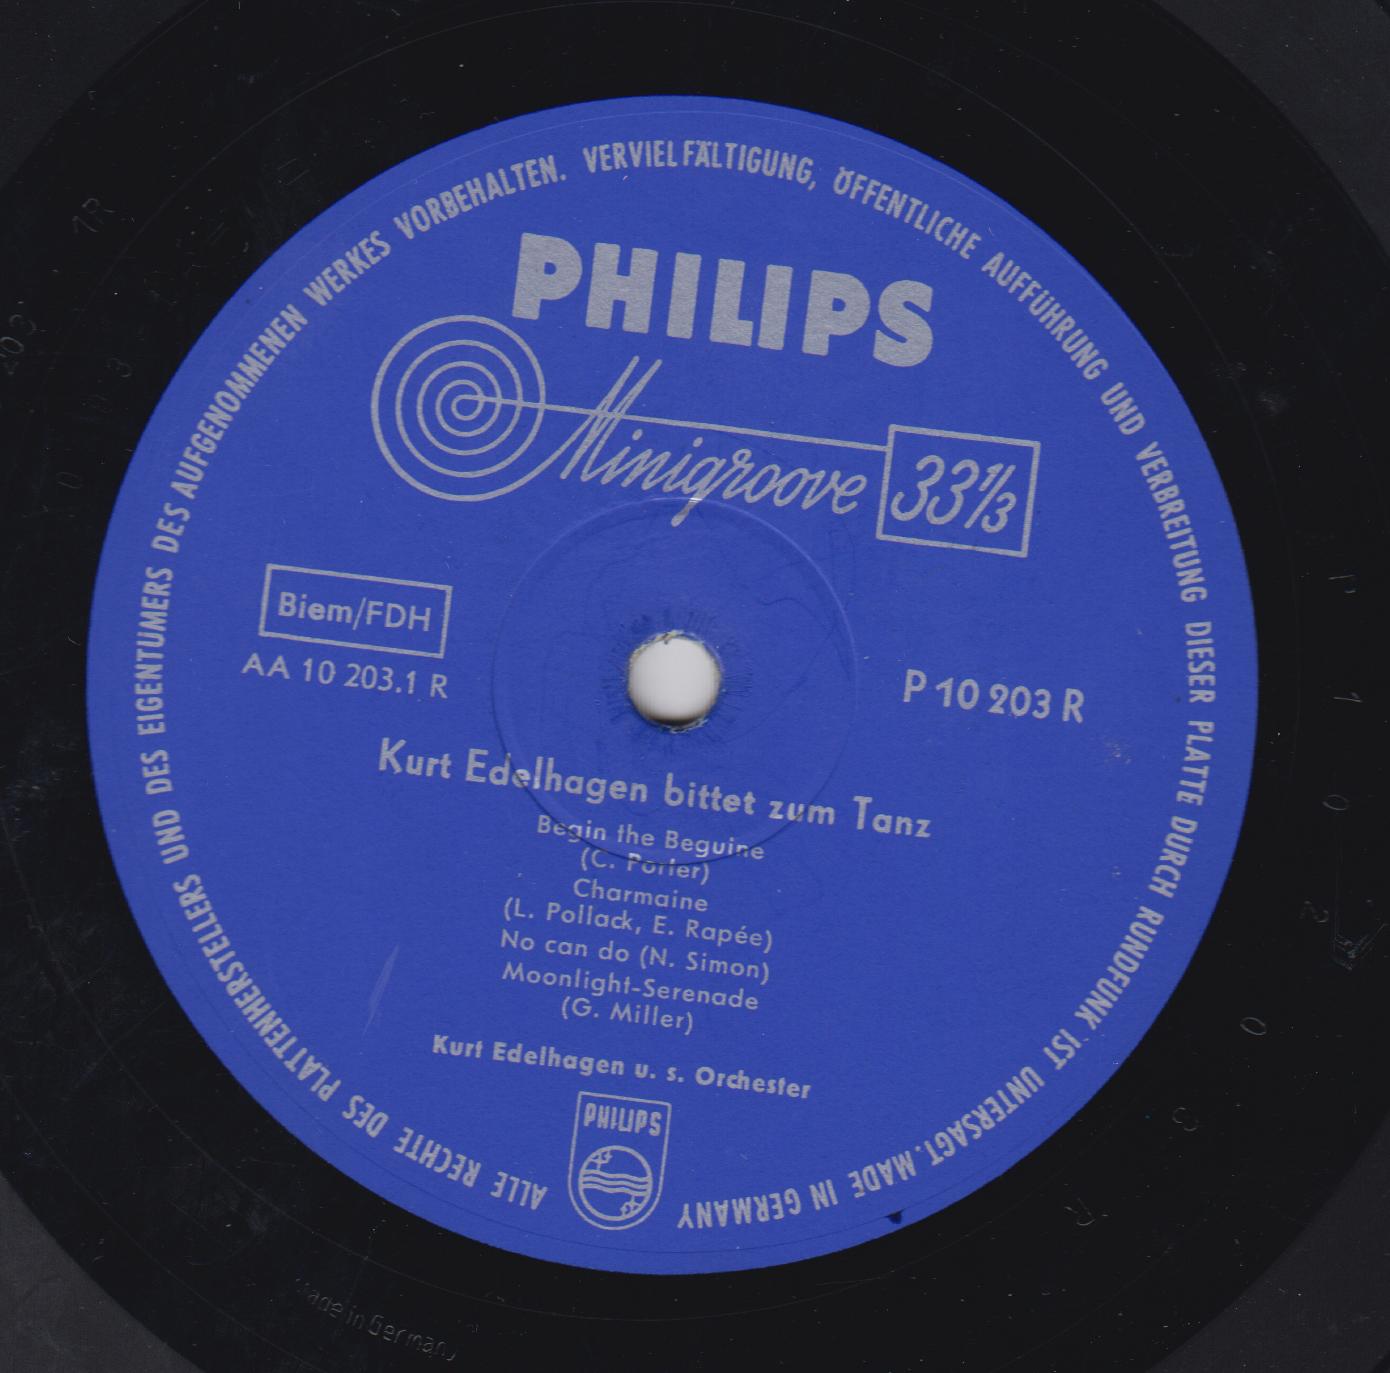 ALLE RECHTE DES PLATTENHERSTELLERS UND DES EIGENTÜMERS DES AUFGENOMMENEN WERKES VORBEHALTEN. VERVIELFÄLTIGUNG, ÖFFENTLICHE AUFFÜHRUNG UND VERBREITUNG DIESER PLATTE DURCH RUNDFUNK IST UNTERSAGT. MADE IN GERMANY
PHILIPS
Minigroove 33⅓
Biem/FDH
AA 10 203.1 R
P 10 203 R
Kurt Edelhagen bittet zum Tanz
Begin the Beguine
(C. Porter)
Charmaine
(L. Pollack, E. Rapée)
No can do (N. Simon)
Moonlight-Serenade
(G. Miller)
Kurt Edelhagen u. s. Orchester
PHILIPS
made in Germany